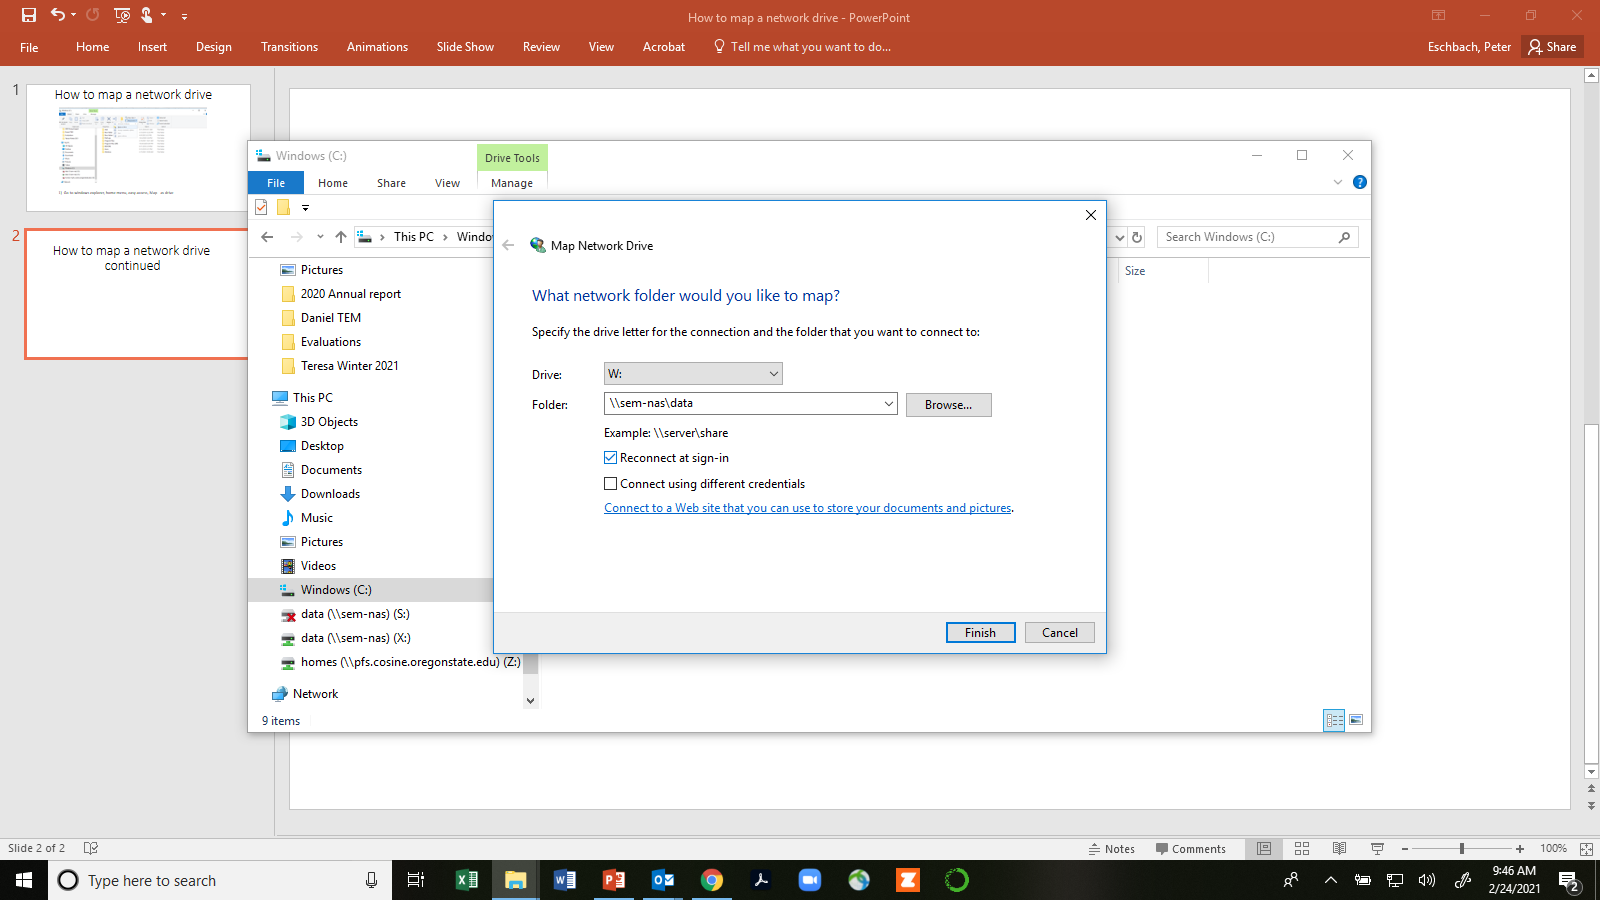 How to map a network drive - PowerPoint
File Home Insert Design Transitions Animations Slide Show Review View Acrobat Tell me what you want to do... Eschbach, Peter Share
1
How to map a network drive
2
How to map a network drive
continued
Windows (C:)
Drive Tools
File Home Share View Manage
This PC Windo
Search Windows (C:)
Size
Pictures
2020 Annual report
Daniel TEM
Evaluations
Teresa Winter 2021
This PC
3D Objects
Desktop
Documents
Downloads
Music
Pictures
Videos
Windows (C:)
data (\\sem-nas) (S:)
data (\\sem-nas) (X:)
homes (\\pfs.cosine.oregonstate.edu) (Z:)
Network
9 items
Map Network Drive
What network folder would you like to map?
Specify the drive letter for the connection and the folder that you want to connect to:
Drive: W:
Folder: \\sem-nas\data Browse...
Example: \\server\share
Reconnect at sign-in
Connect using different credentials
Connect to a Web site that you can use to store your documents and pictures.
Finish Cancel
Slide 2 of 2 Notes Comments 100%
Type here to search
9:46 AM
2/24/2021
2